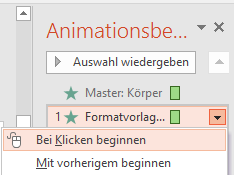 Animationsbe...
Auswahl wiedergeben
Master: Körper
1 Formatvorlag...
Bei Klicken beginnen
Mit vorherigem beginnen